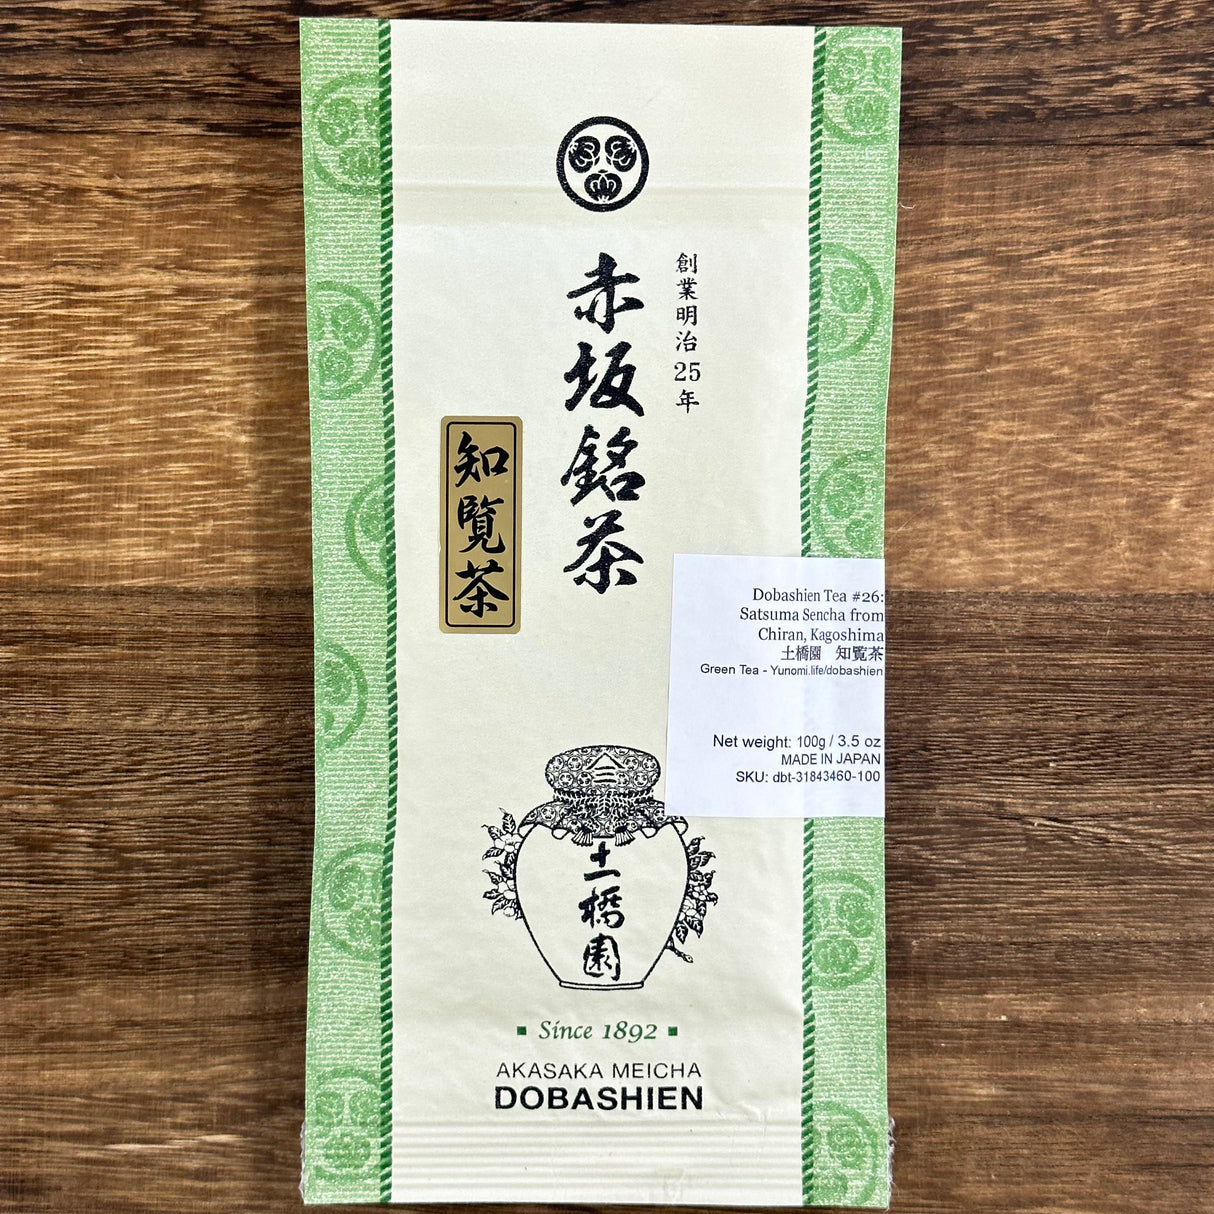 創業明治25年
赤坂銘茶
知覧茶
Dobashien Tea #26:
Satsuma Sencha from
Chiran, Kagoshima
土橋園　知覧茶
Green Tea - Yunomi.life/dobashien
Net weight: 100g / 3.5 oz
MADE IN JAPAN
SKU: dbt-31843460-100
土橋園
Since 1892
AKASAKA MEICHA
DOBASHIEN